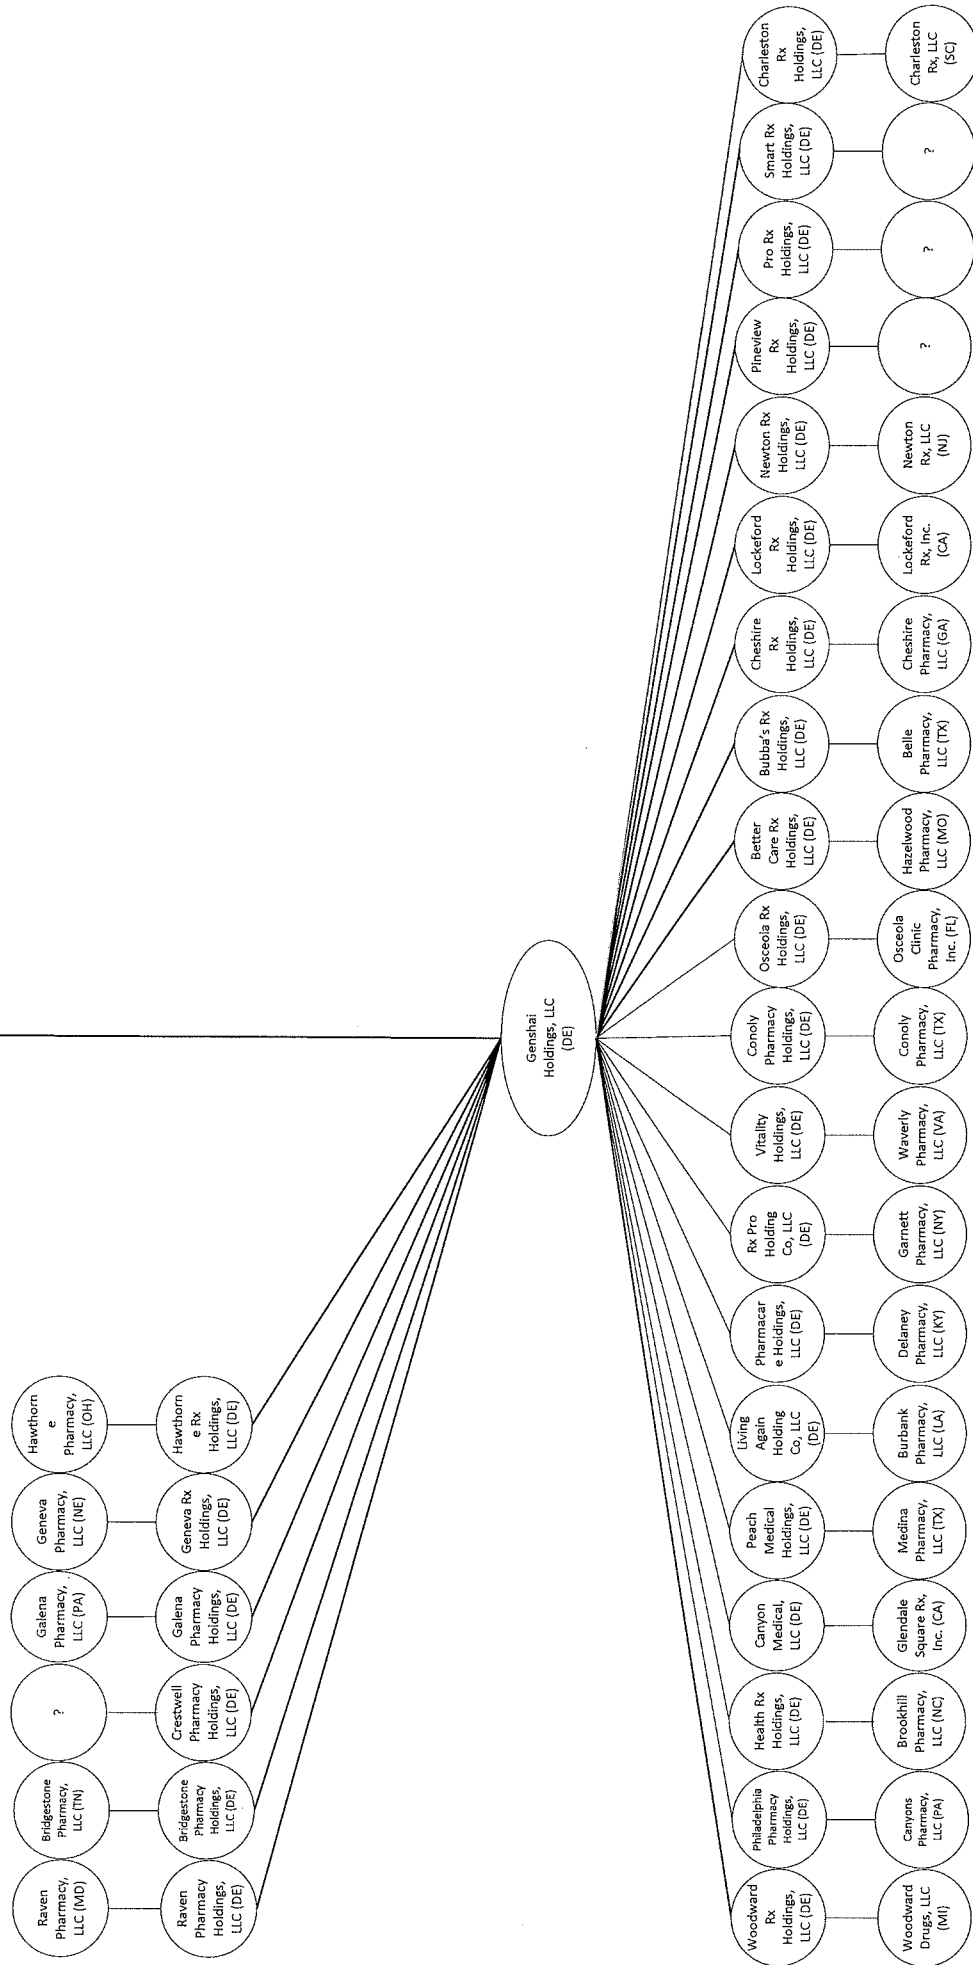 Charleston
Rx
Holdings,
LLC (DE)
Charleston
Rx, LLC
(SC)
Smart Rx
Holdings,
LLC (DE)
?
Pro Rx
Holdings,
LLC (DE)
?
Pineview
Rx
Holdings,
LLC (DE)
?
Newton Rx
Holdings,
LLC (DE)
Newton
Rx, LLC
(NJ)
Lockeford
Rx
Holdings,
LLC (DE)
Lockeford
Rx, Inc.
(CA)
Cheshire
Rx
Holdings,
LLC (DE)
Cheshire
Pharmacy,
LLC (GA)
Bubba's Rx
Holdings,
LLC (DE)
Belle
Pharmacy,
LLC (TX)
Better
Care Rx
Holdings,
LLC (DE)
Hazelwood
Pharmacy,
LLC (MO)
Osceola Rx
Holdings,
LLC (DE)
Osceola
Clinic
Pharmacy,
Inc. (FL)
Genshai
Holdings, LLC
(DE)
Conoly
Pharmacy
Holdings,
LLC (DE)
Conoly
Pharmacy,
LLC (TX)
Vitality
Holdings,
LLC (DE)
Waverly
Pharmacy,
LLC (VA)
Rx Pro
Holding
Co, LLC
(DE)
Garnett
Pharmacy,
LLC (NY)
Pharmacar
e Holdings,
LLC (DE)
Delaney
Pharmacy,
LLC (KY)
Hawthorn
e
Pharmacy,
LLC (OH)
Hawthorn
e Rx
Holdings,
LLC (DE)
Living
Again
Holding
Co, LLC
(DE)
Burbank
Pharmacy,
LLC (LA)
Geneva
Pharmacy,
LLC (NE)
Geneva Rx
Holdings,
LLC (DE)
Peach
Medical
Holdings,
LLC (DE)
Medina
Pharmacy,
LLC (TX)
Galena
Pharmacy,
LLC (PA)
Galena
Pharmacy
Holdings,
LLC (DE)
Canyon
Medical,
LLC (DE)
Glendale
Square Rx,
Inc. (CA)
?
Crestwell
Pharmacy
Holdings,
LLC (DE)
Health Rx
Holdings,
LLC (DE)
Brookhill
Pharmacy,
LLC (NC)
Bridgestone
Pharmacy,
LLC (TN)
Bridgestone
Pharmacy
Holdings,
LLC (DE)
Philadelphia
Pharmacy
Holdings,
LLC (DE)
Canyons
Pharmacy,
LLC (PA)
Raven
Pharmacy,
LLC (MD)
Raven
Pharmacy
Holdings,
LLC (DE)
Woodward
Rx
Holdings,
LLC (DE)
Woodward
Drugs, LLC
(MI)